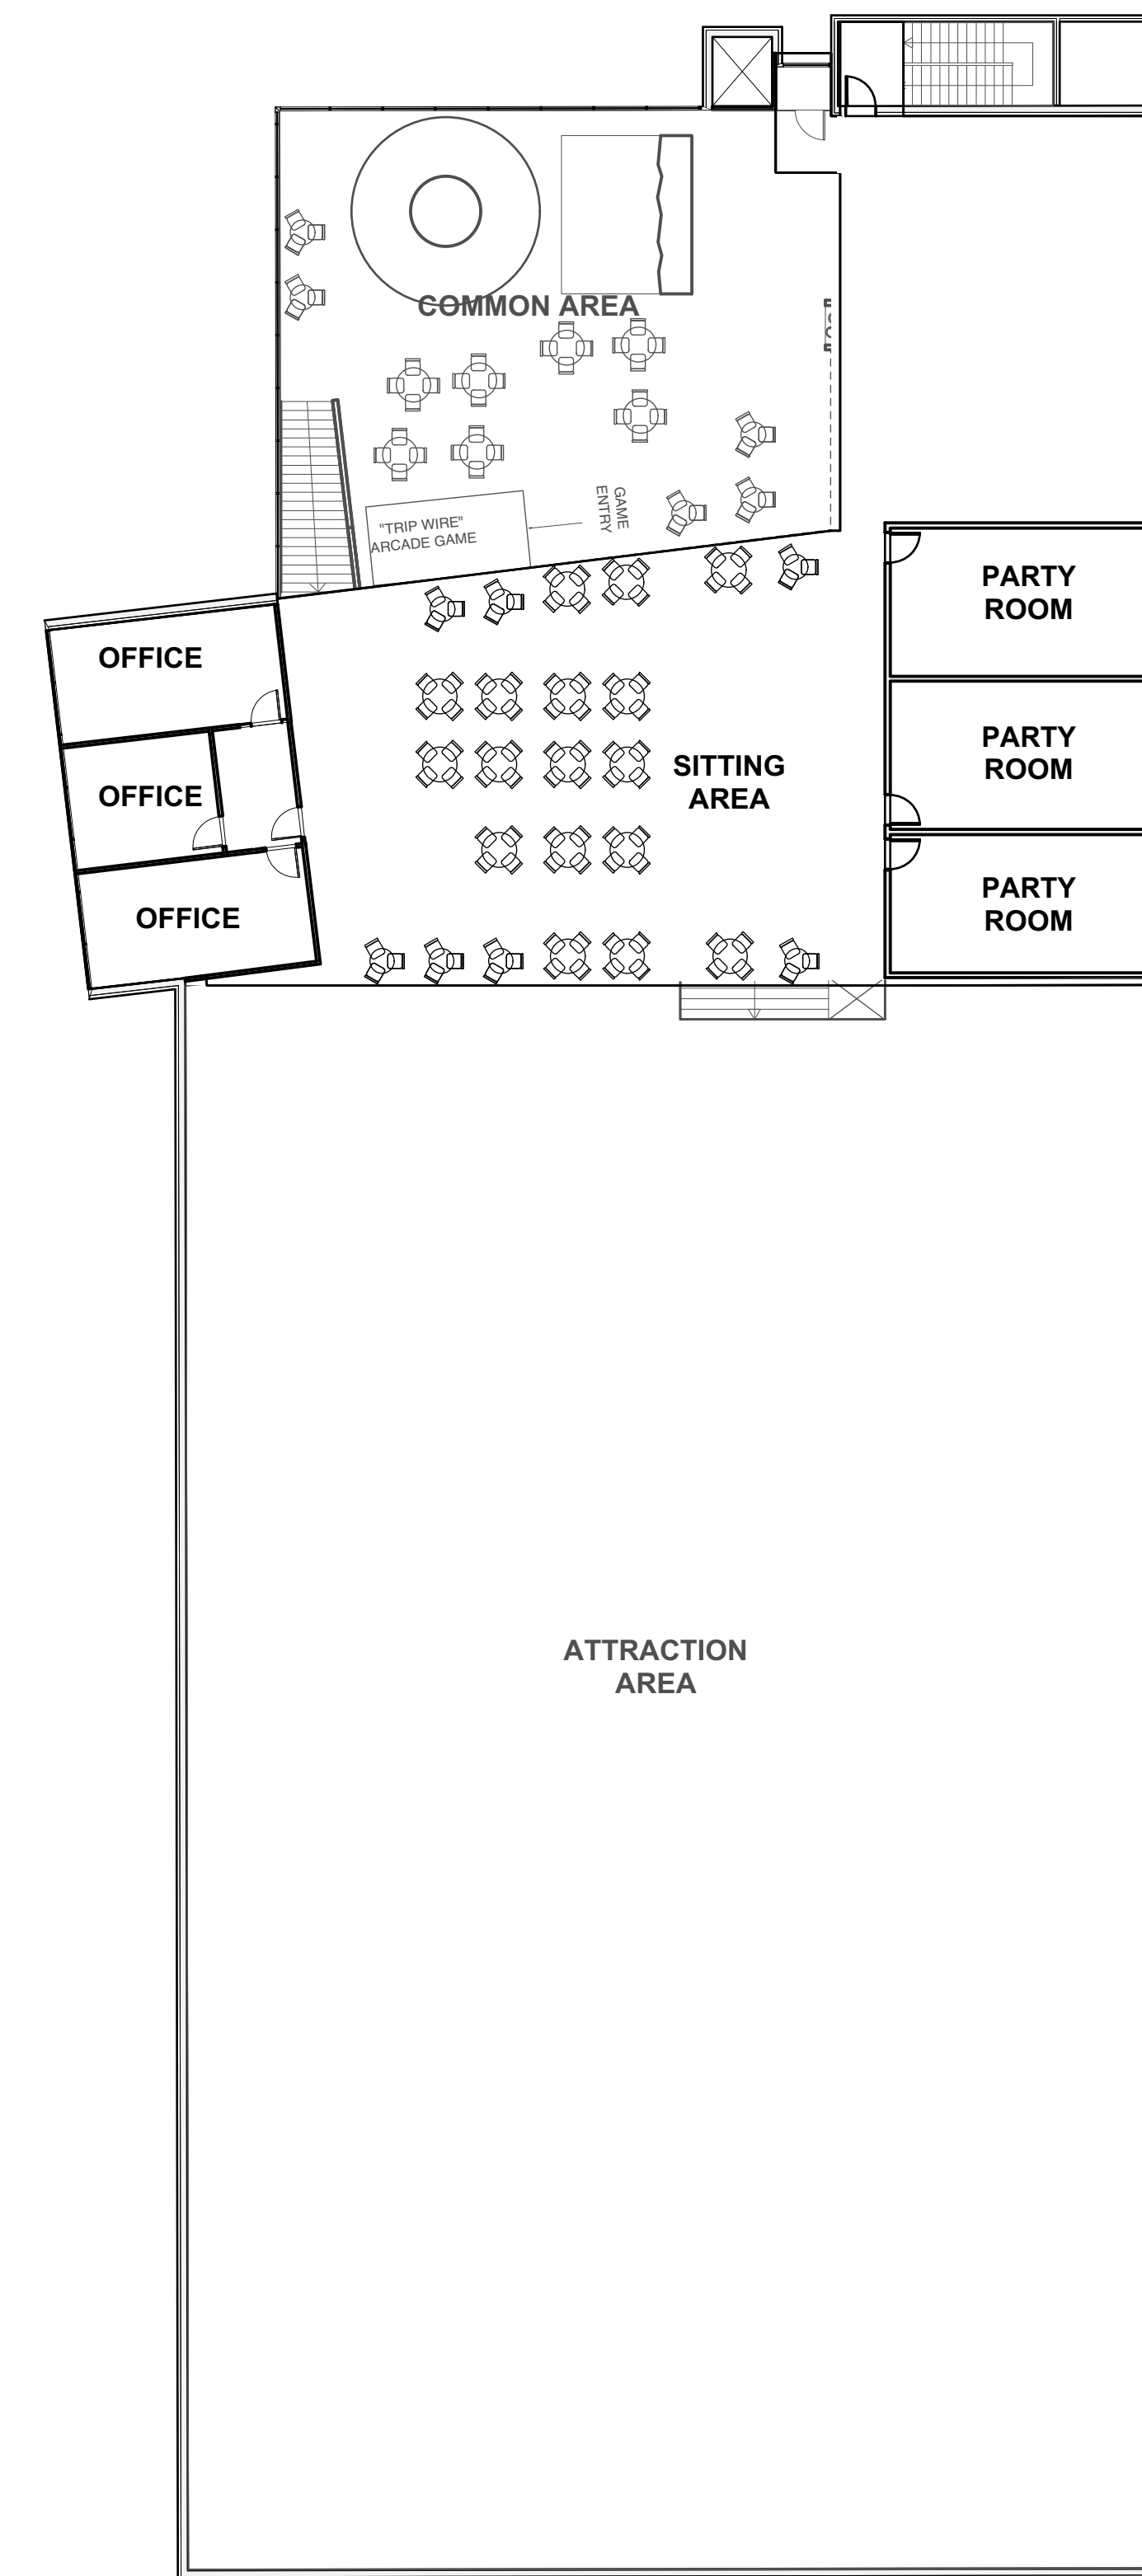 COMMON AREA
"TRIP WIRE"
ARCADE GAME
GAME
ENTRY
PARTY
ROOM
OFFICE
PARTY
ROOM
SITTING
AREA
OFFICE
PARTY
ROOM
OFFICE
ATTRACTION
AREA